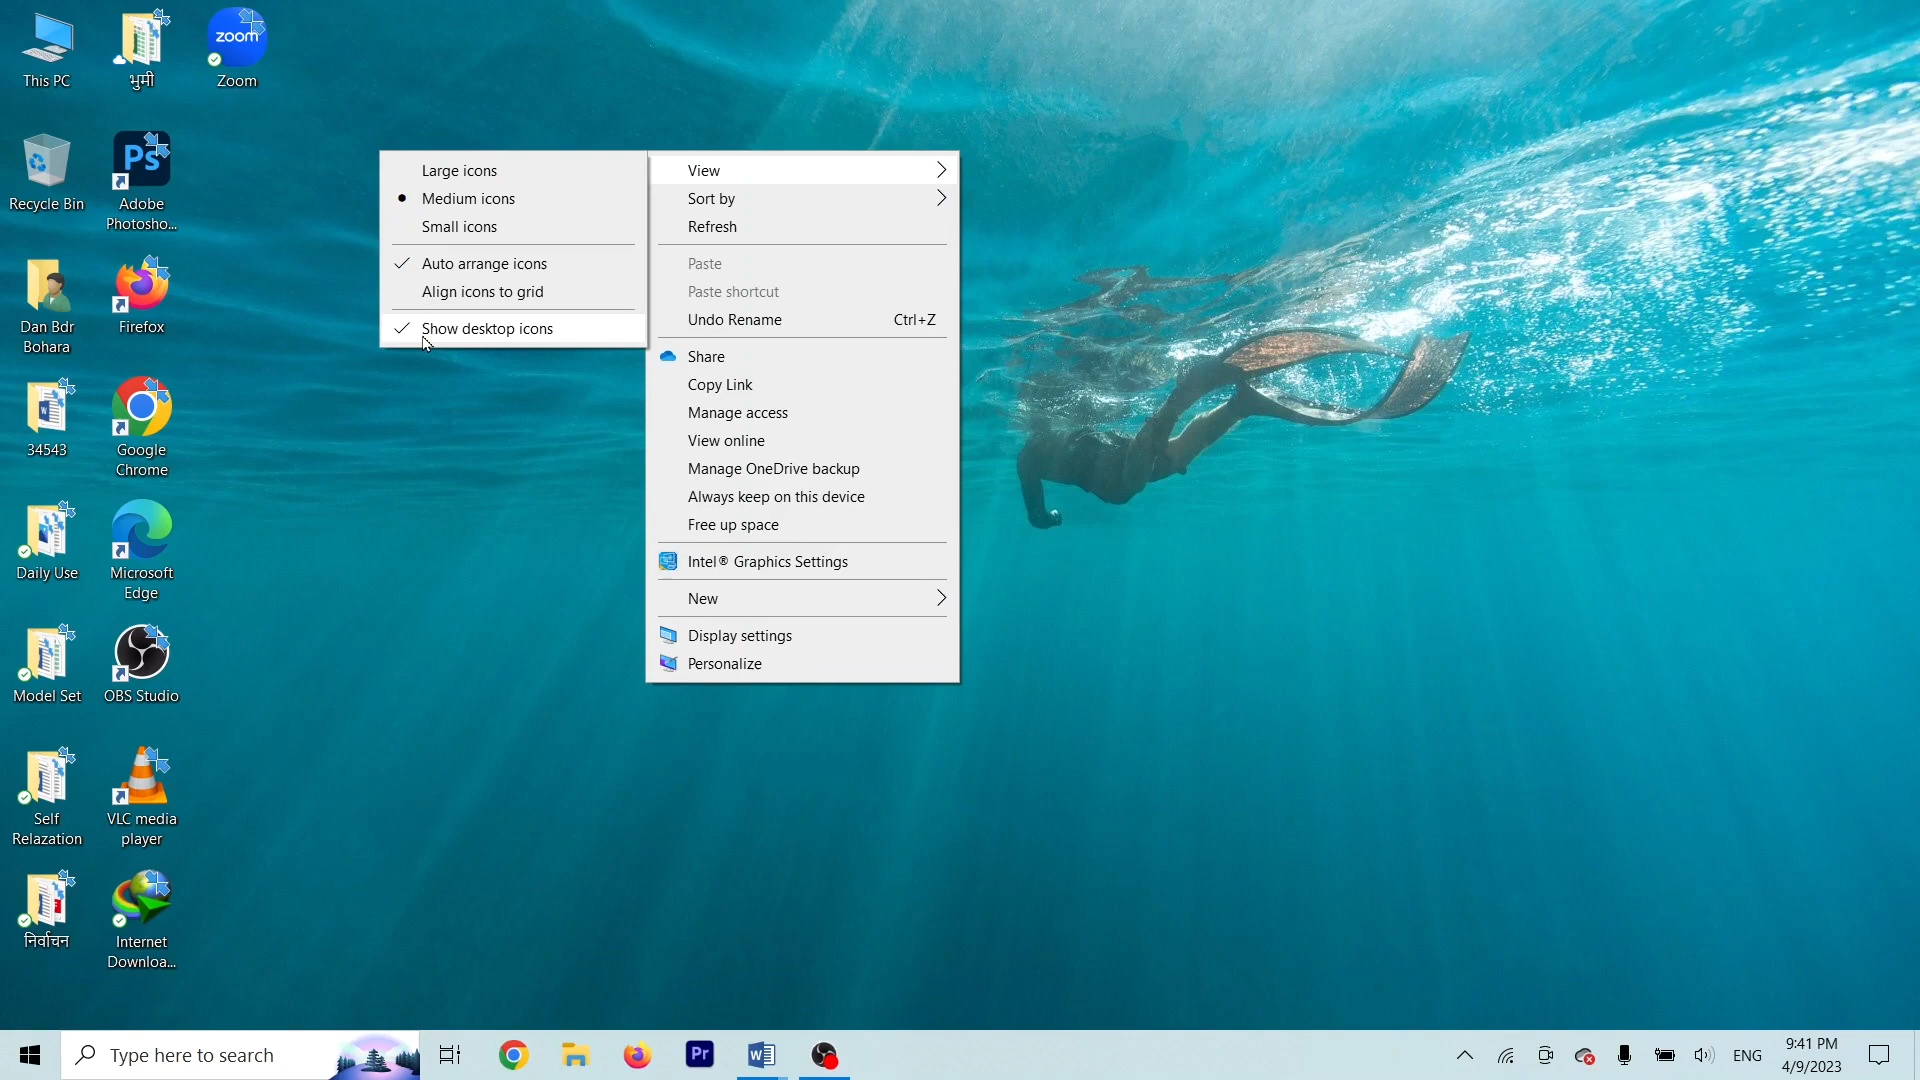 This PC
भुमी
zoom
Zoom
Recycle Bin
Ps
Adobe
Photosho...
Dan Bdr
Bohara
Firefox
34543
Google
Chrome
Daily Use
Microsoft
Edge
Model Set
OBS Studio
Self
Relazation
VLC media
player
निर्वाचन
Internet
Downloa...
Large icons
Medium icons
Small icons
Auto arrange icons
Align icons to grid
Show desktop icons
View
Sort by
Refresh
Paste
Paste shortcut
Undo Rename Ctrl+Z
Share
Copy Link
Manage access
View online
Manage OneDrive backup
Always keep on this device
Free up space
Intel® Graphics Settings
New
Display settings
Personalize
Type here to search
Pr
W
ENG
9:41 PM
4/9/2023